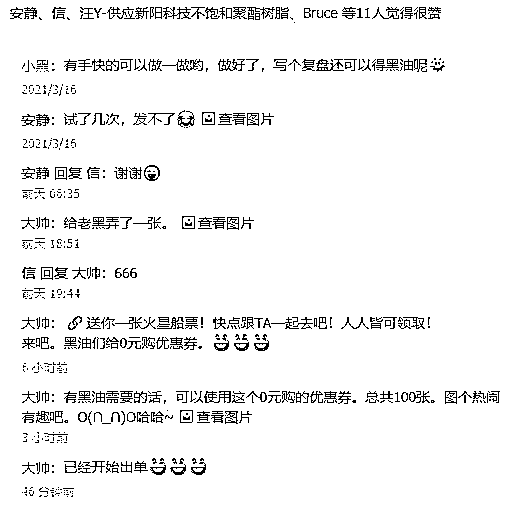 安静、信、汪Y-供应新阳科技不饱和聚酯树脂、Bruce 等11人觉得很赞
小黑：有手快的可以做一做哟，做好了，写个复盘还可以得黑油呢
2021/3/16
安静：试了几次，发不了 查看图片
2021/3/16
安静 回复 信：谢谢
前天 08:35
大帅：给老黑弄了一张。 查看图片
前天 18:51
信 回复 大帅：666
前天 19:44
大帅： 送你一张火星船票！快点跟TA一起去吧！人人皆可领取！
来吧。黑油们给0元购优惠券。
6 小时前
大帅：有黑油需要的话，可以使用这个0元购的优惠券。总共100张。图个热闹
有趣吧。O(∩_∩)O哈哈~ 查看图片
3 小时前
大帅：已经开始出单
46 分钟前